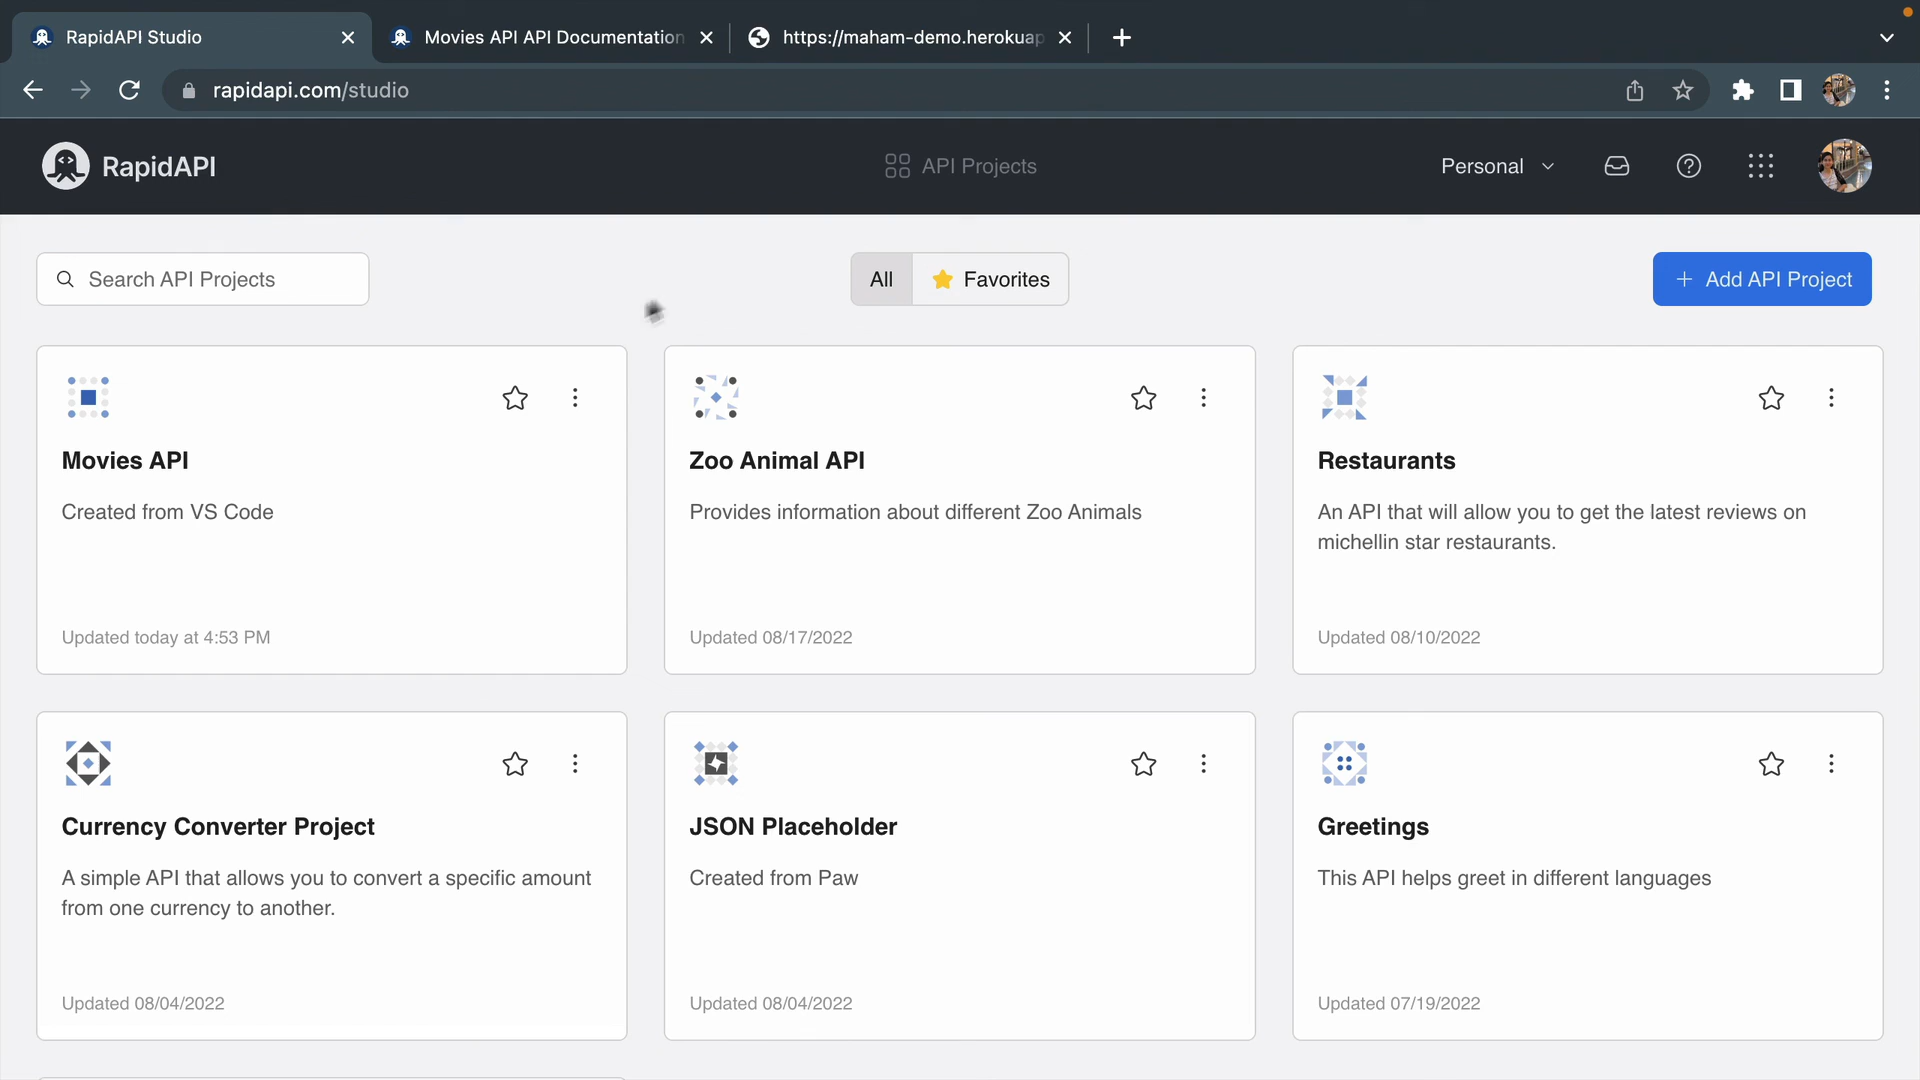 RapidAPI Studio
Movies API API Documentation
https://maham-demo.herokuap
rapidapi.com/studio
RapidAPI
API Projects
Personal
Search API Projects
All
Favorites
+ Add API Project
Movies API
Created from VS Code
Updated today at 4:53 PM
Zoo Animal API
Provides information about different Zoo Animals
Updated 08/17/2022
Restaurants
An API that will allow you to get the latest reviews on
michellin star restaurants.
Updated 08/10/2022
Currency Converter Project
A simple API that allows you to convert a specific amount
from one currency to another.
Updated 08/04/2022
JSON Placeholder
Created from Paw
Updated 08/04/2022
Greetings
This API helps greet in different languages
Updated 07/19/2022